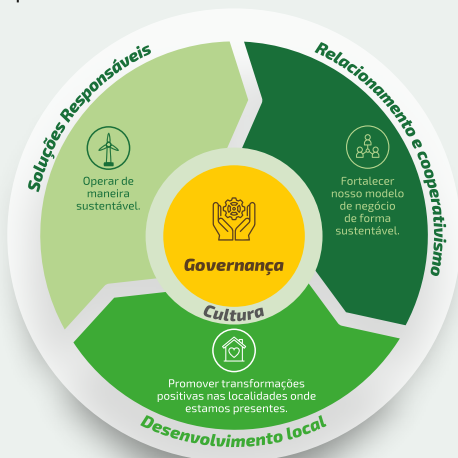 Soluções Responsáveis
Operar de
maneira
sustentável.
Relacionamento e cooperativismo
Fortalecer
nosso modelo
de negócio
de forma
sustentável.
Governança
Cultura
Promover transformações
positivas nas localidades onde
estamos presentes.
Desenvolvimento local